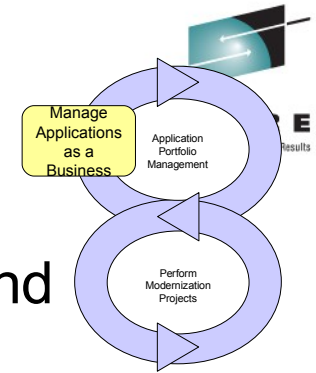 Manage
Applications
as a
Business
Application
Portfolio
Management
E
Results
nd
Perform
Modernization
Projects